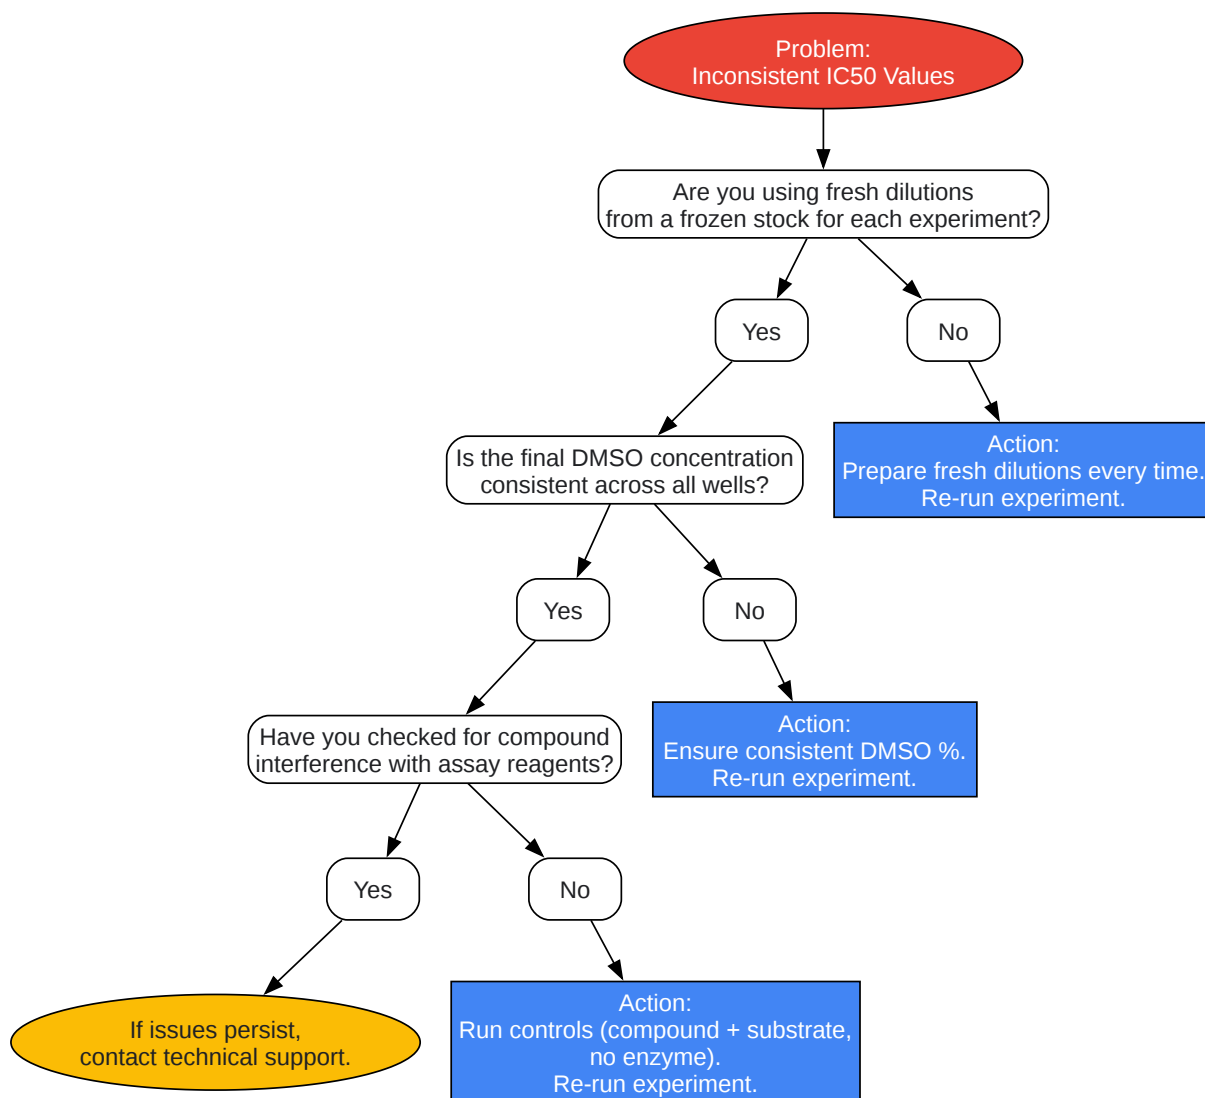 Problem:
Inconsistent IC50 Values
Are you using fresh dilutions
from a frozen stock for each experiment?
Yes
No
Action:
Prepare fresh dilutions every time.
Re-run experiment.
Is the final DMSO concentration
consistent across all wells?
Yes
No
Action:
Ensure consistent DMSO %.
Re-run experiment.
Have you checked for compound
interference with assay reagents?
Yes
No
If issues persist,
contact technical support.
Action:
Run controls (compound + substrate,
no enzyme).
Re-run experiment.